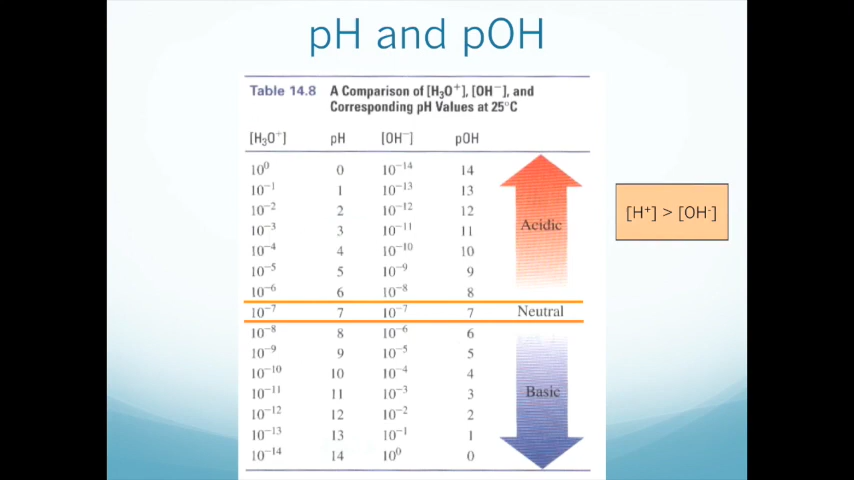 pH and pOH
Table 14.8 A Comparison of [H₃O⁺], [OH⁻], and
Corresponding pH Values at 25°C
[H₃O⁺] pH [OH⁻] pOH
10⁰ 0 10⁻¹⁴ 14
10⁻¹ 1 10⁻¹³ 13
10⁻² 2 10⁻¹² 12
10⁻³ 3 10⁻¹¹ 11
10⁻⁴ 4 10⁻¹⁰ 10
10⁻⁵ 5 10⁻⁹ 9
10⁻⁶ 6 10⁻⁸ 8
10⁻⁷ 7 10⁻⁷ 7
10⁻⁸ 8 10⁻⁶ 6
10⁻⁹ 9 10⁻⁵ 5
10⁻¹⁰ 10 10⁻⁴ 4
10⁻¹¹ 11 10⁻³ 3
10⁻¹² 12 10⁻² 2
10⁻¹³ 13 10⁻¹ 1
10⁻¹⁴ 14 10⁰ 0
Acidic
Neutral
Basic
[H⁺] > [OH⁻]